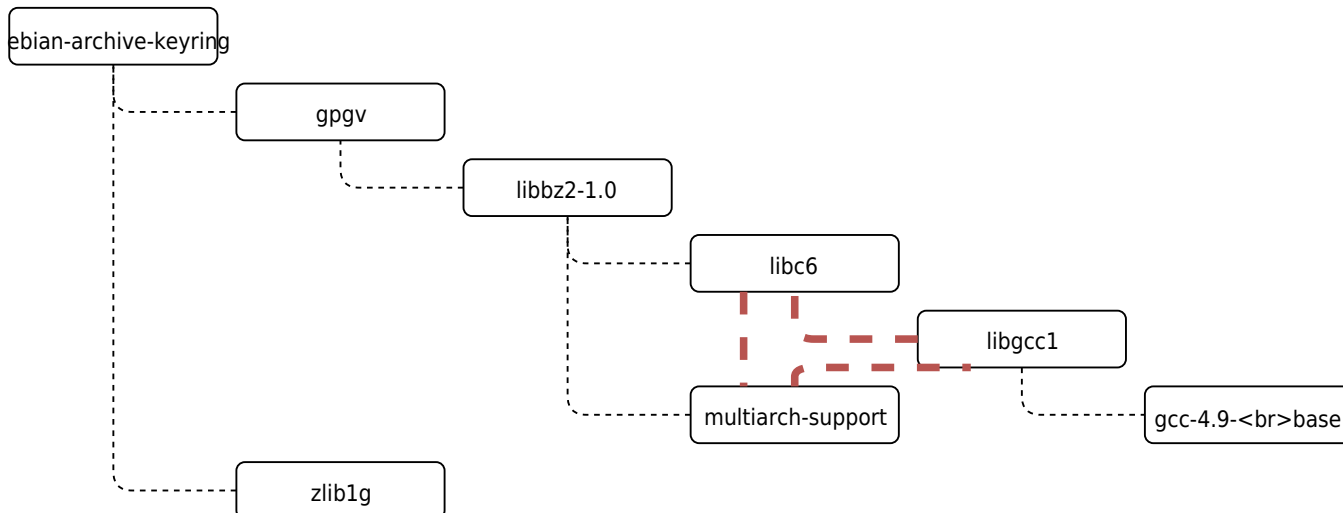 ebian-archive-keyring
gpgv
libbz2-1.0
libc6
libgcc1
multiarch-support
gcc-4.9-<br>base
zlib1g